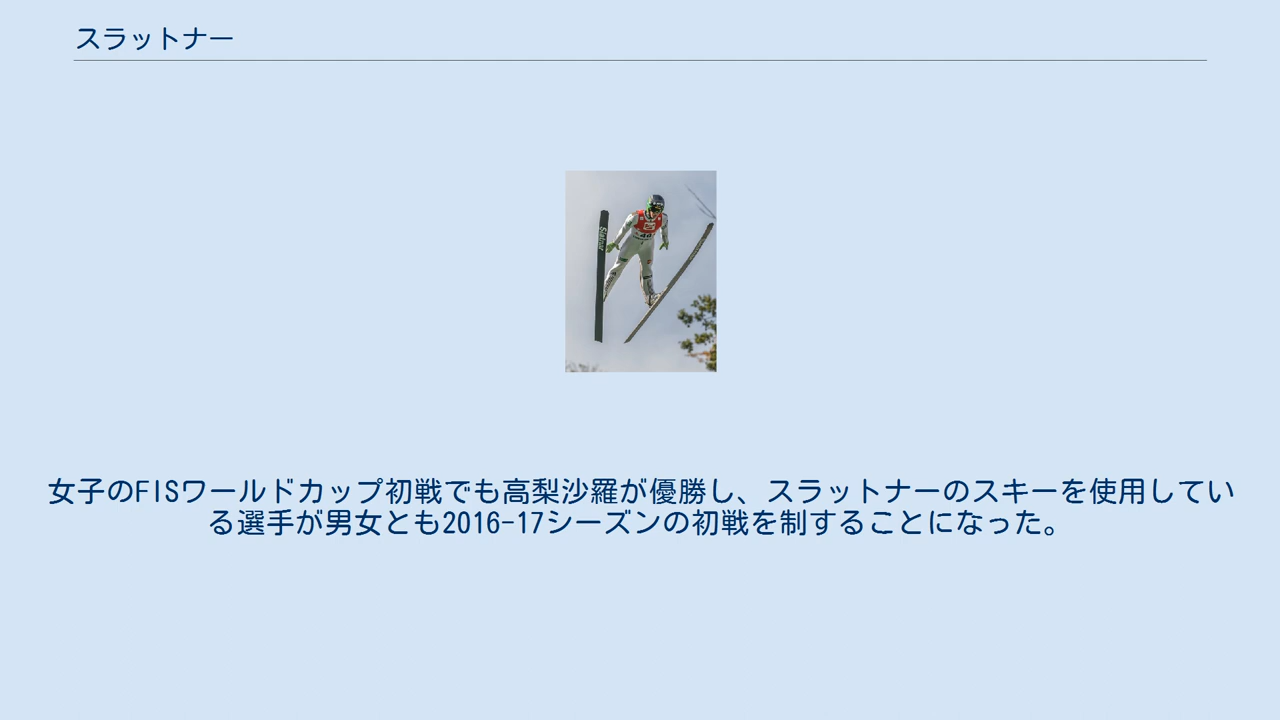 スラットナー
女子のFISワールドカップ初戦でも高梨沙羅が優勝し、スラットナーのスキーを使用してい
る選手が男女とも2016-17シーズンの初戦を制することになった。